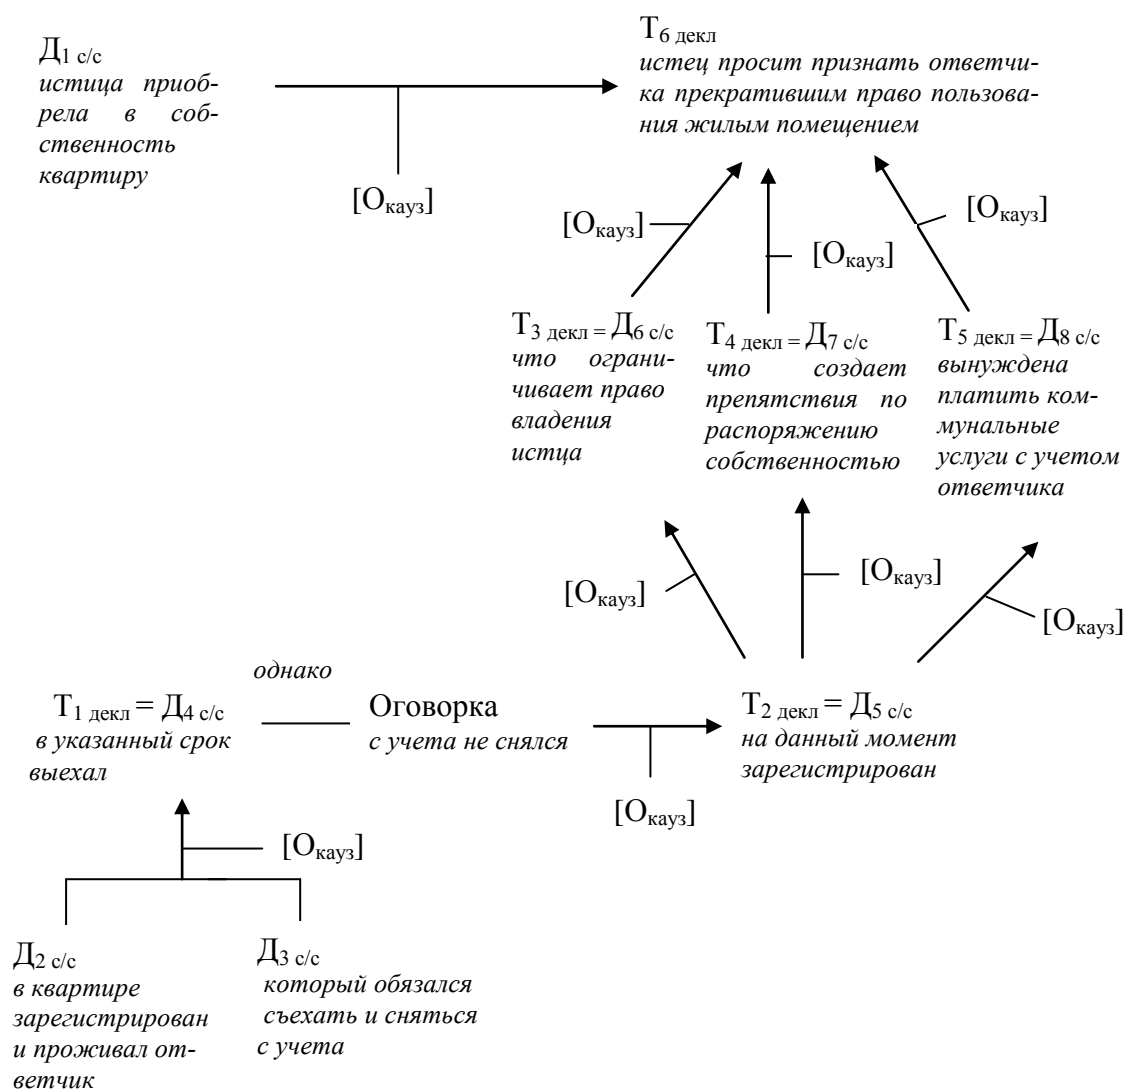 Д1 с/с
истица приоб-
рела в соб-
ственность
квартиру
[Окауз]
Т6 декл
истец просит признать ответчи-
ка прекратившим право пользова-
ния жилым помещением
[Окауз]
[Окауз]
[Окауз]
Т3 декл = Д6 с/с
что ограни-
чивает право
владения
истца
Т4 декл = Д7 с/с
что создает
препятствия по
распоряжению
собственностью
Т5 декл = Д8 с/с
вынуждена
платить ком-
мунальные
услуги с учетом
ответчика
[Окауз]
[Окауз]
[Окауз]
Т1 декл = Д4 с/с
в указанный срок
выехал
однако
Оговорка
с учета не снялся
[Окауз]
Т2 декл = Д5 с/с
на данный момент
зарегистрирован
[Окауз]
Д2 с/с
в квартире
зарегистрирован
и проживал от-
ветчик
Д3 с/с
который обязался
съехать и сняться
с учета